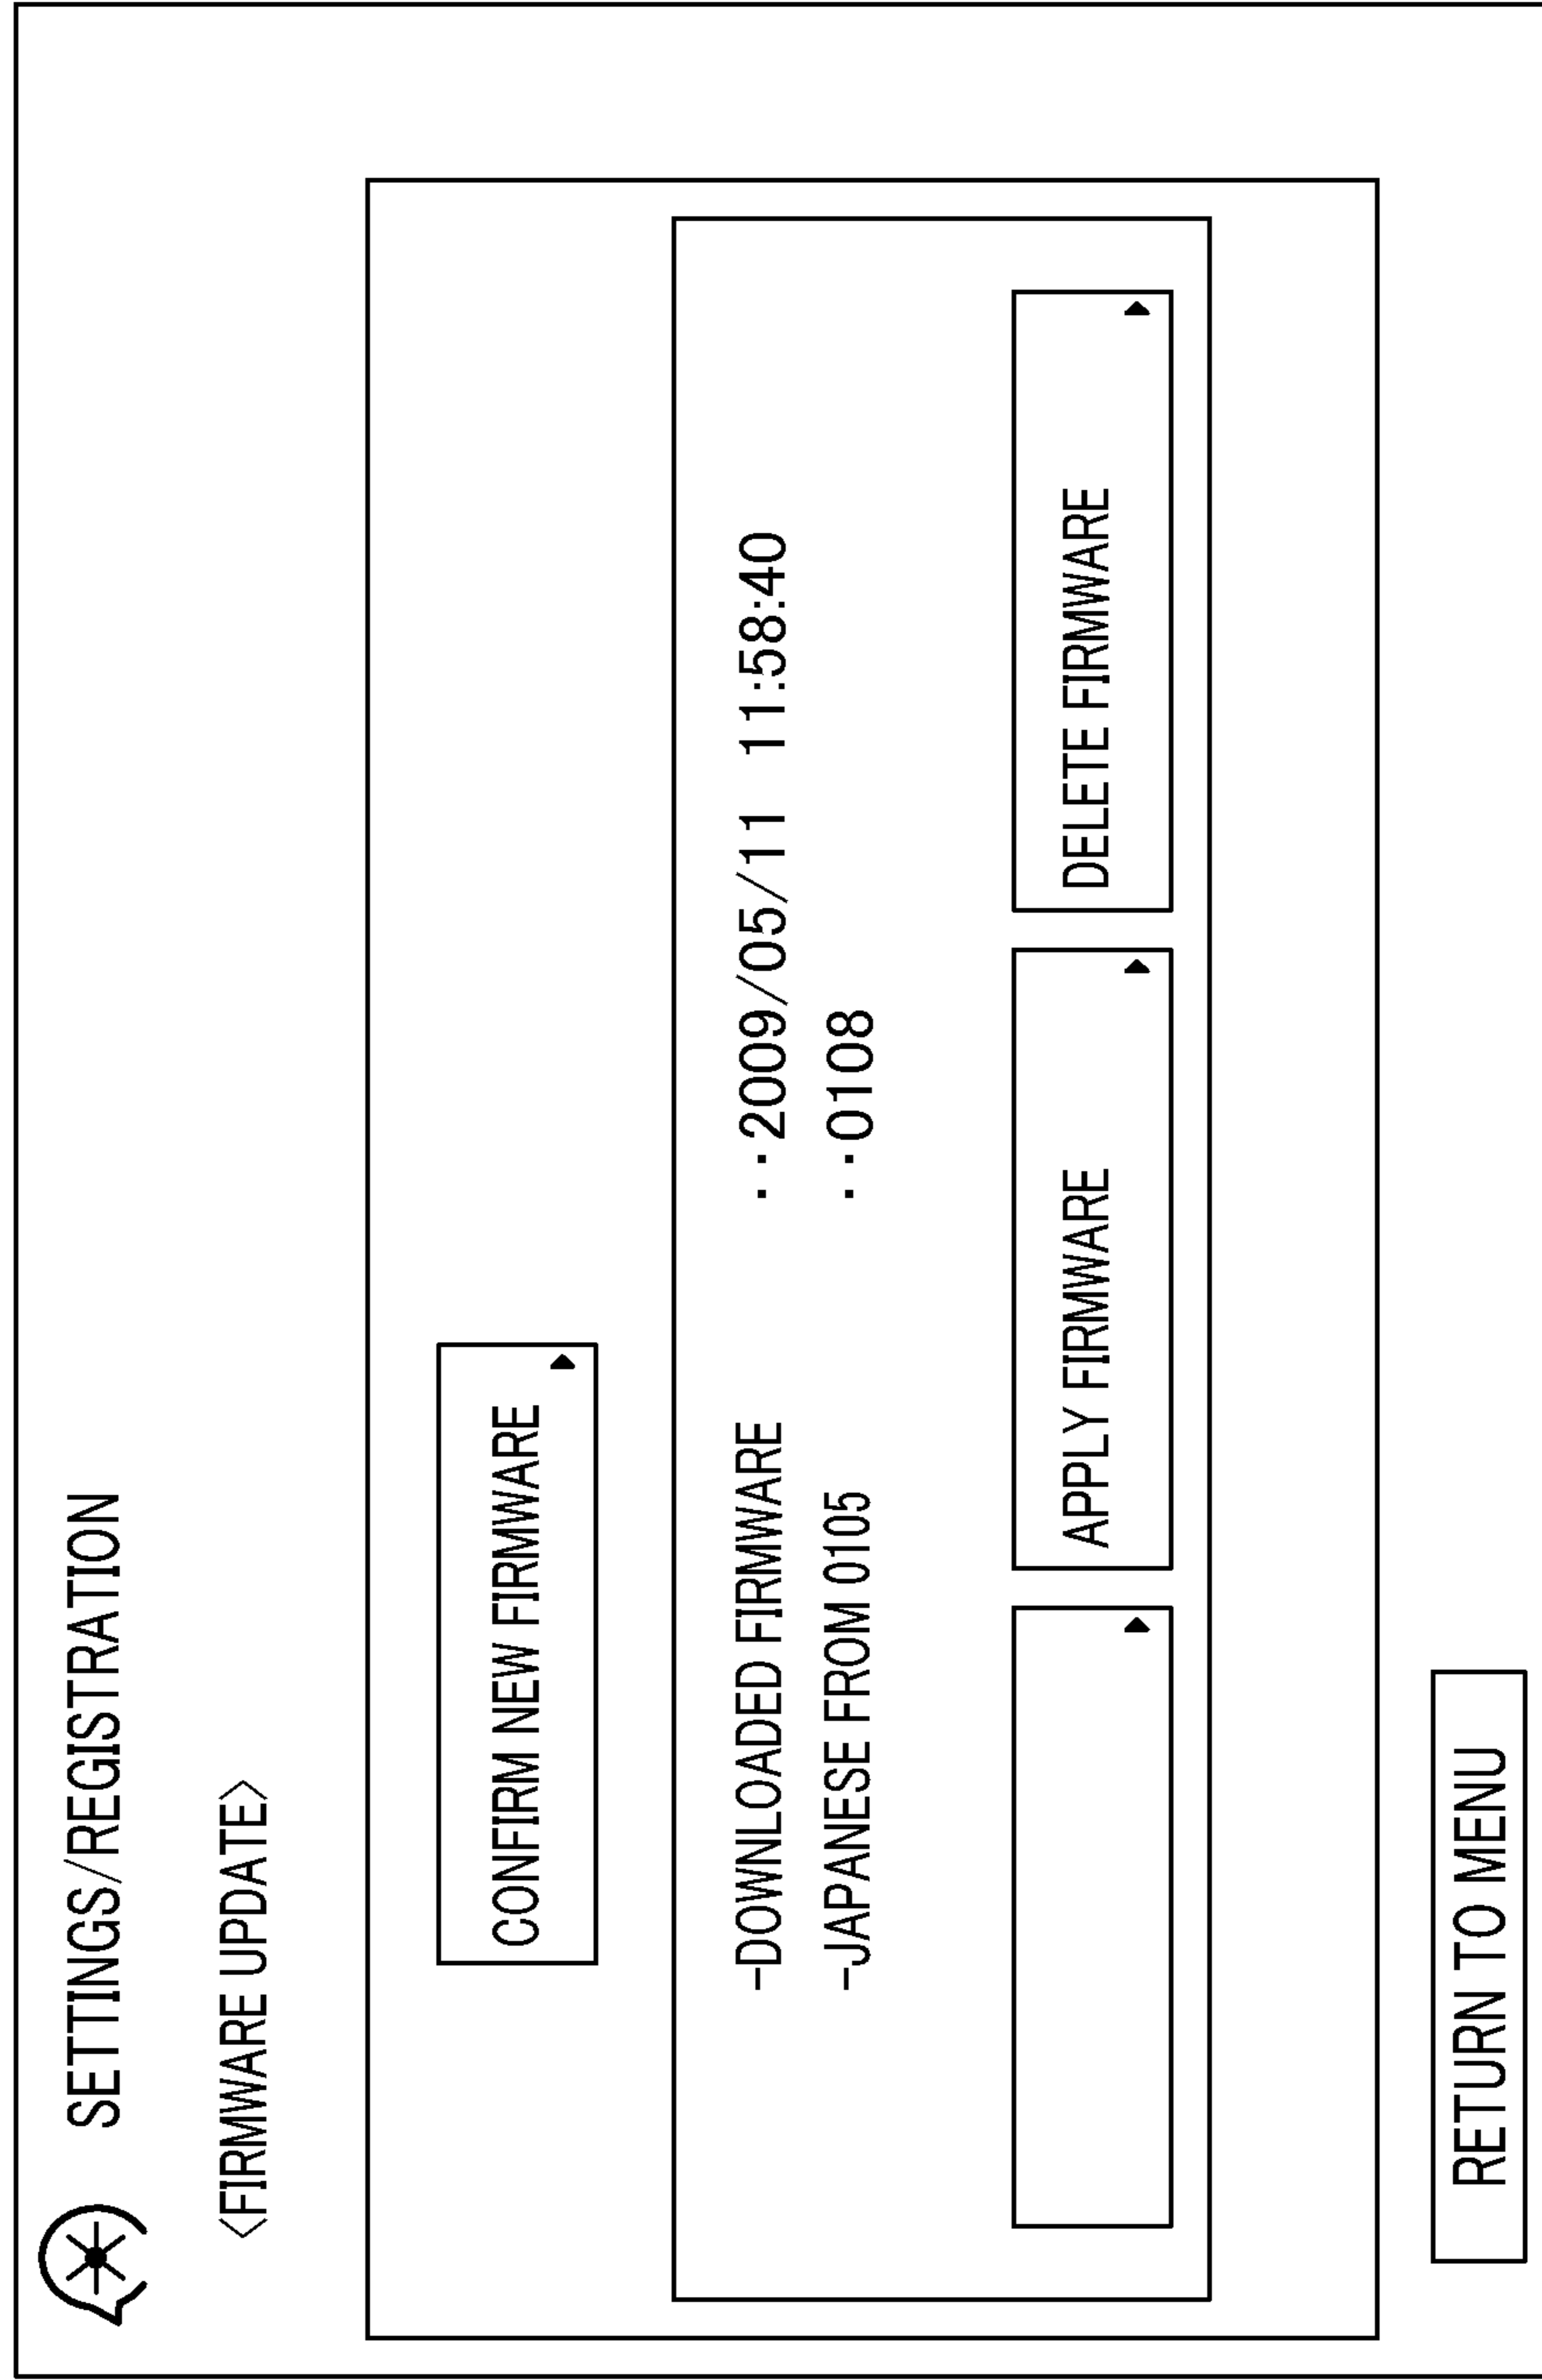 SETTINGS/REGISTRATION
<FIRMWARE UPDATE>
CONFIRM NEW FIRMWARE
-DOWNLOADED FIRMWARE ··2009/05/11 11:58:40
-JAPANESE FROM 0105 ··0108
APPLY FIRMWARE
DELETE FIRMWARE
RETURN TO MENU